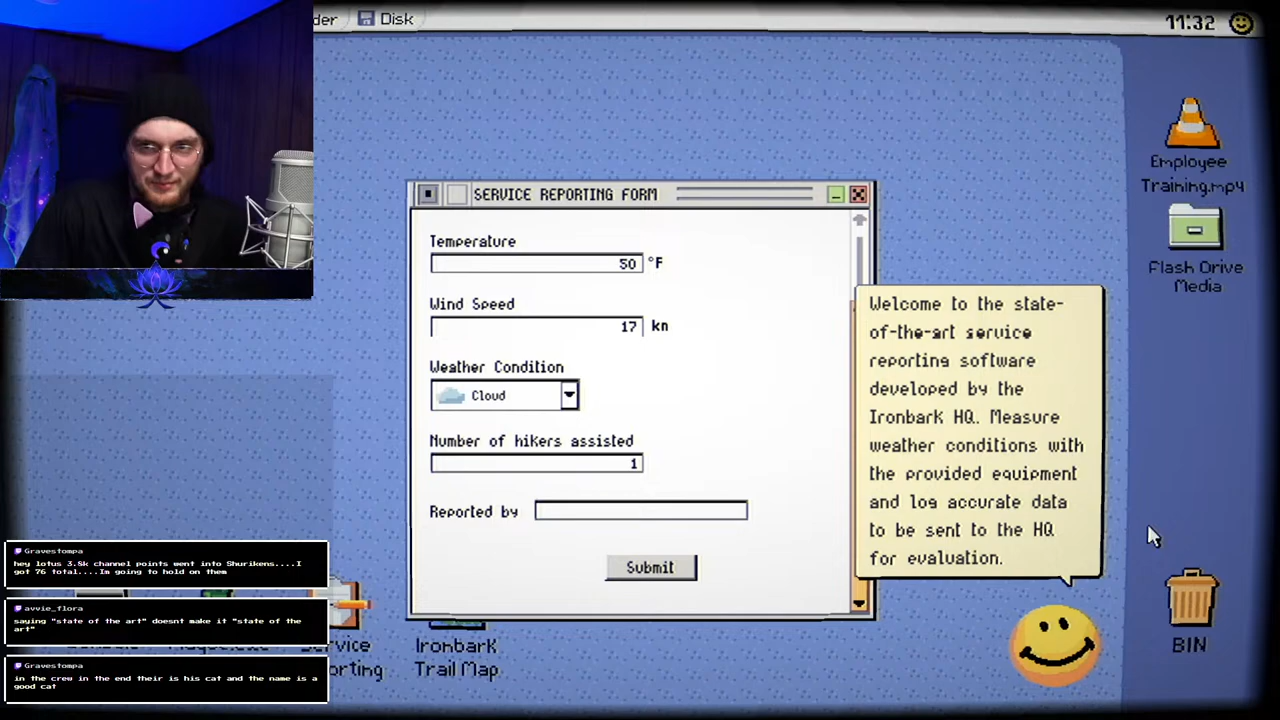 der
Disk
11:32
Employee
Training.mp4
Flash Drive
Media
SERVICE REPORTING FORM
Temperature
50 °F
Wind Speed
17 kn
Weather Condition
Cloud
Number of hikers assisted
1
Reported by
Submit
Welcome to the state-
of-the-art service
reporting software
developed by the
Ironbark HQ. Measure
weather conditions with
the provided equipment
and log accurate data
to be sent to the HQ
for evaluation.
Gravestompa
hey lotus 3.8k channel points went into Shurikens....I
got 76 total....Im going to hold on them
avvie_flora
saying "state of the art" doesnt make it "state of the
art"
Gravestompa
in the crew in the end their is his cat and the name is a
good cat
rvice
rting
Ironbark
Trail Map
BIN